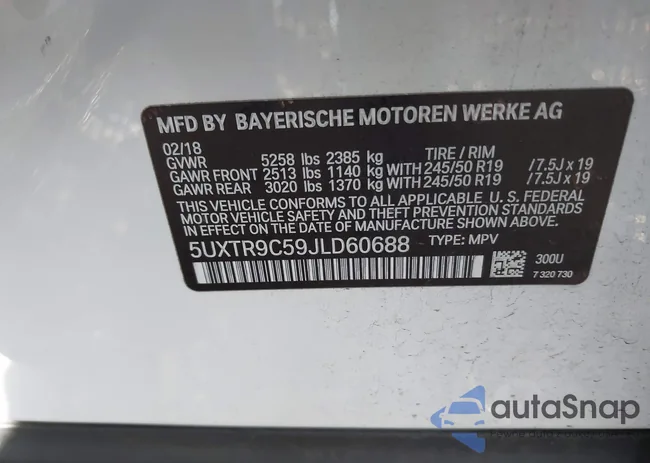 MFD BY BAYERISCHE MOTOREN WERKE AG
02/18
GVWR 5258 lbs 2385 kg TIRE / RIM
GAWR FRONT 2513 lbs 1140 kg WITH 245/50 R19 /7.5J x 19
GAWR REAR 3020 lbs 1370 kg WITH 245/50 R19 /7.5J x 19
THIS VEHICLE CONFORMS TO ALL APPLICABLE U. S. FEDERAL
MOTOR VEHICLE SAFETY AND THEFT PREVENTION STANDARDS
IN EFFECT ON THE DATE OF MANUFACTURE SHOWN ABOVE.
5UXTR9C59JLD60688 TYPE: MPV
300U
7 320 730
autoSnap